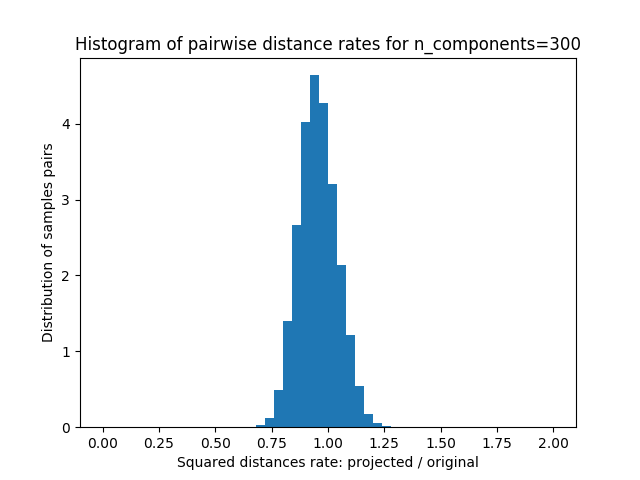 Histogram of pairwise distance rates for n_components=300
Distribution of samples pairs
4
3
2
1
0
0.00 0.25 0.50 0.75 1.00 1.25 1.50 1.75 2.00
Squared distances rate: projected / original